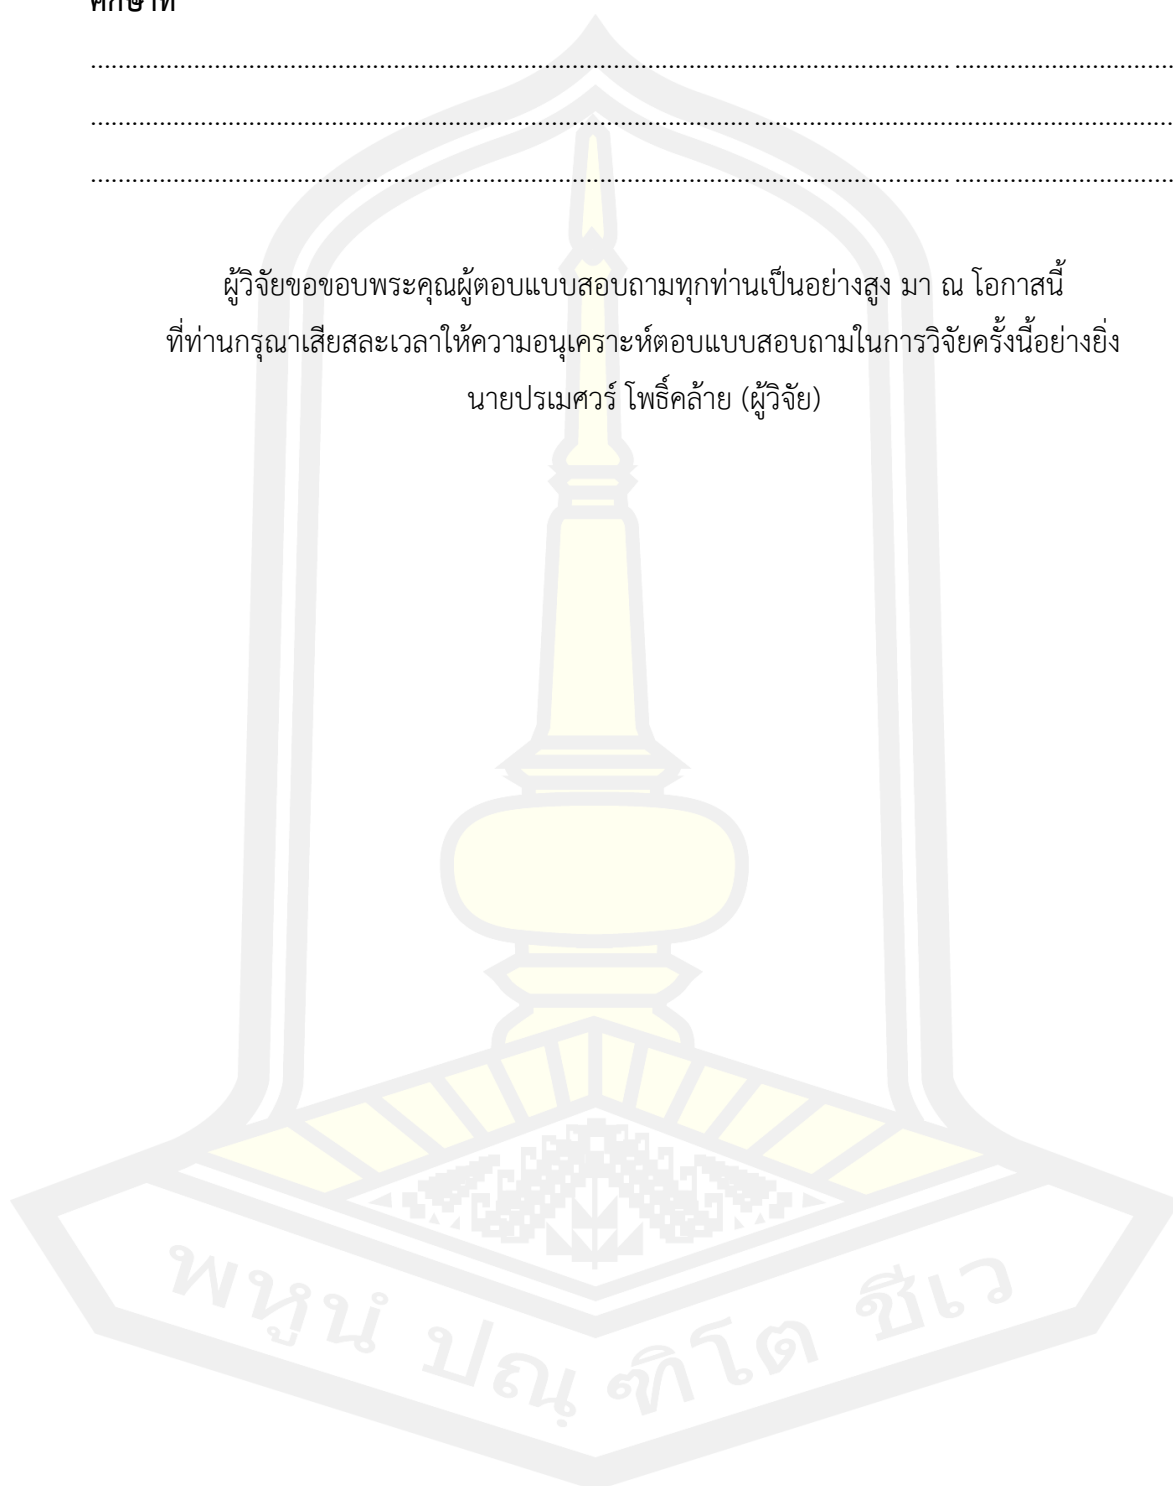 ศึกษาที่
ผู้วิจัยขอขอบพระคุณผู้ตอบแบบสอบถามทุกท่านเป็นอย่างสูง มา ณ โอกาสนี้
ที่ท่านกรุณาเสียสละเวลาให้ความอนุเคราะห์ตอบแบบสอบถามในการวิจัยครั้งนี้อย่างยิ่ง
นายปรเมศวร์ โพธิ์คล้าย (ผู้วิจัย)
พหูนํ ปณฺฑิโต ชีเว